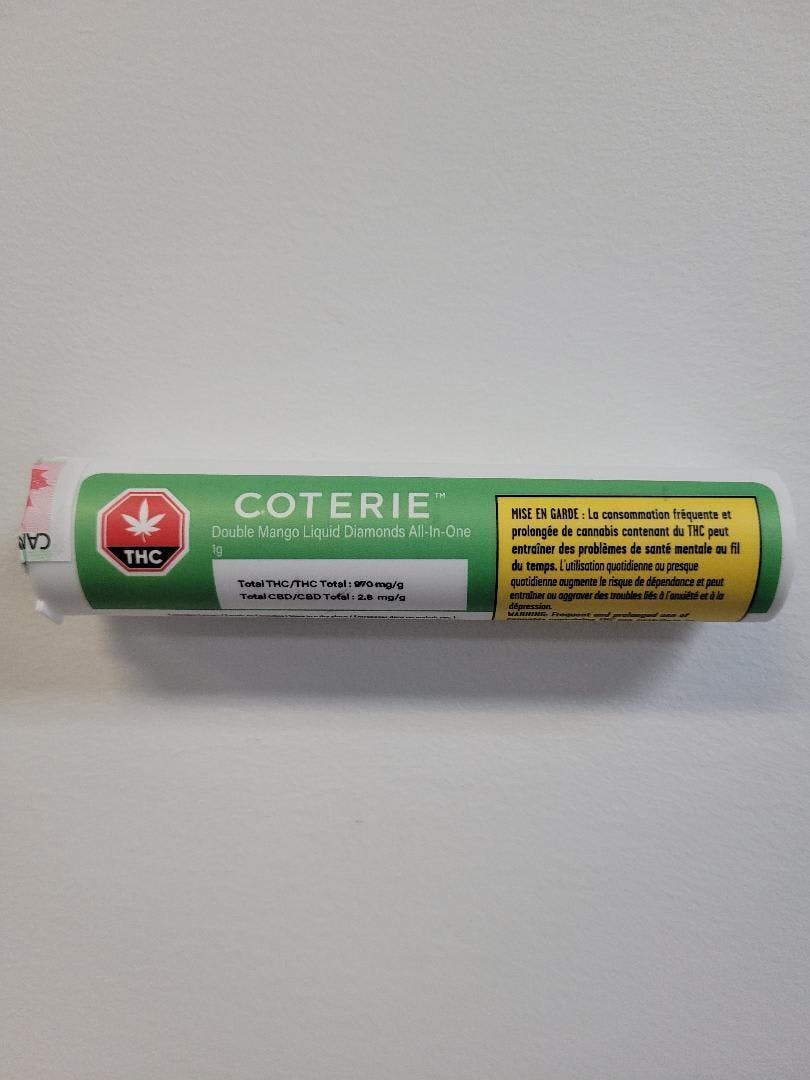 THC
COTERIE™
Double Mango Liquid Diamonds All-In-One
1g
Total THC/THC Total : 970 mg/g
Total CBD/CBD Total : 2.8 mg/g
MISE EN GARDE : La consommation fréquente et
prolongée de cannabis contenant du THC peut
entraîner des problèmes de santé mentale au fil
du temps. L'utilisation quotidienne ou presque
quotidienne augmente le risque de dépendance et peut
entraîner ou aggraver des troubles liés à l'anxiété et à la
dépression.
WARNING: Frequent and prolonged use of
CAN